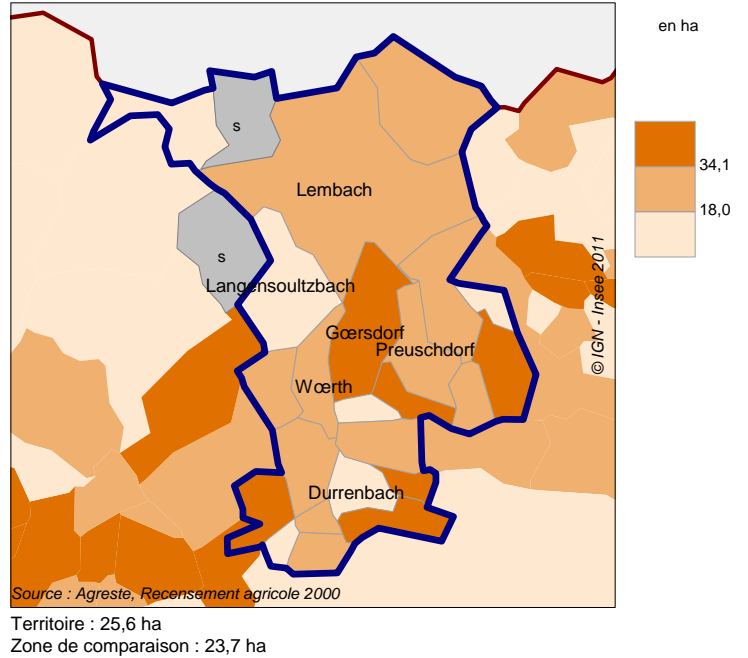 en ha
34,1
18,0
s
Lembach
s
Langensoultzbach
Gœrsdorf
Preuschdorf
Wœrth
Durrenbach
© IGN - Insee 2011
Source : Agreste, Recensement agricole 2000
Territoire : 25,6 ha
Zone de comparaison : 23,7 ha